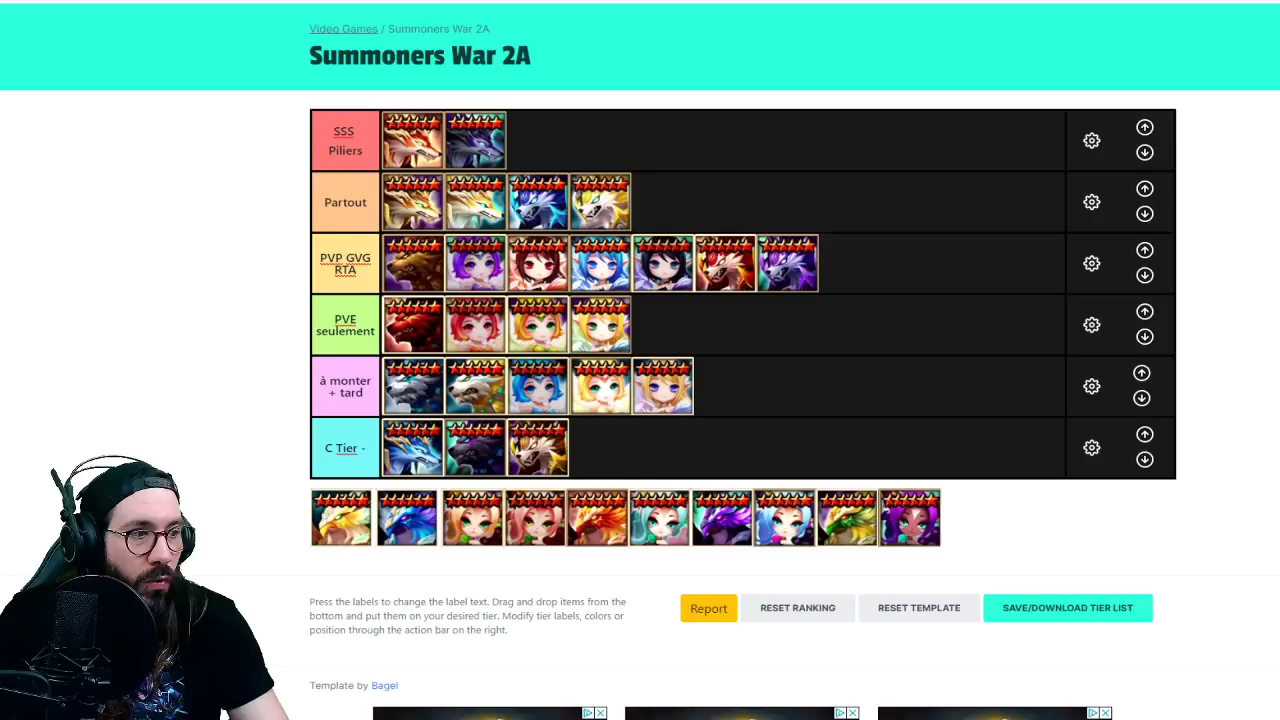 Video Games / Summoners War 2A
Summoners War 2A
SSS
Piliers
Partout
PVP GVG
RTA
PVE
seulement
à monter
+ tard
C Tier -
Press the labels to change the label text. Drag and drop items from the
bottom and put them on your desired tier. Modify tier labels, colors or
position through the action bar on the right.
Report
RESET RANKING
RESET TEMPLATE
SAVE/DOWNLOAD TIER LIST
Template by Bagel